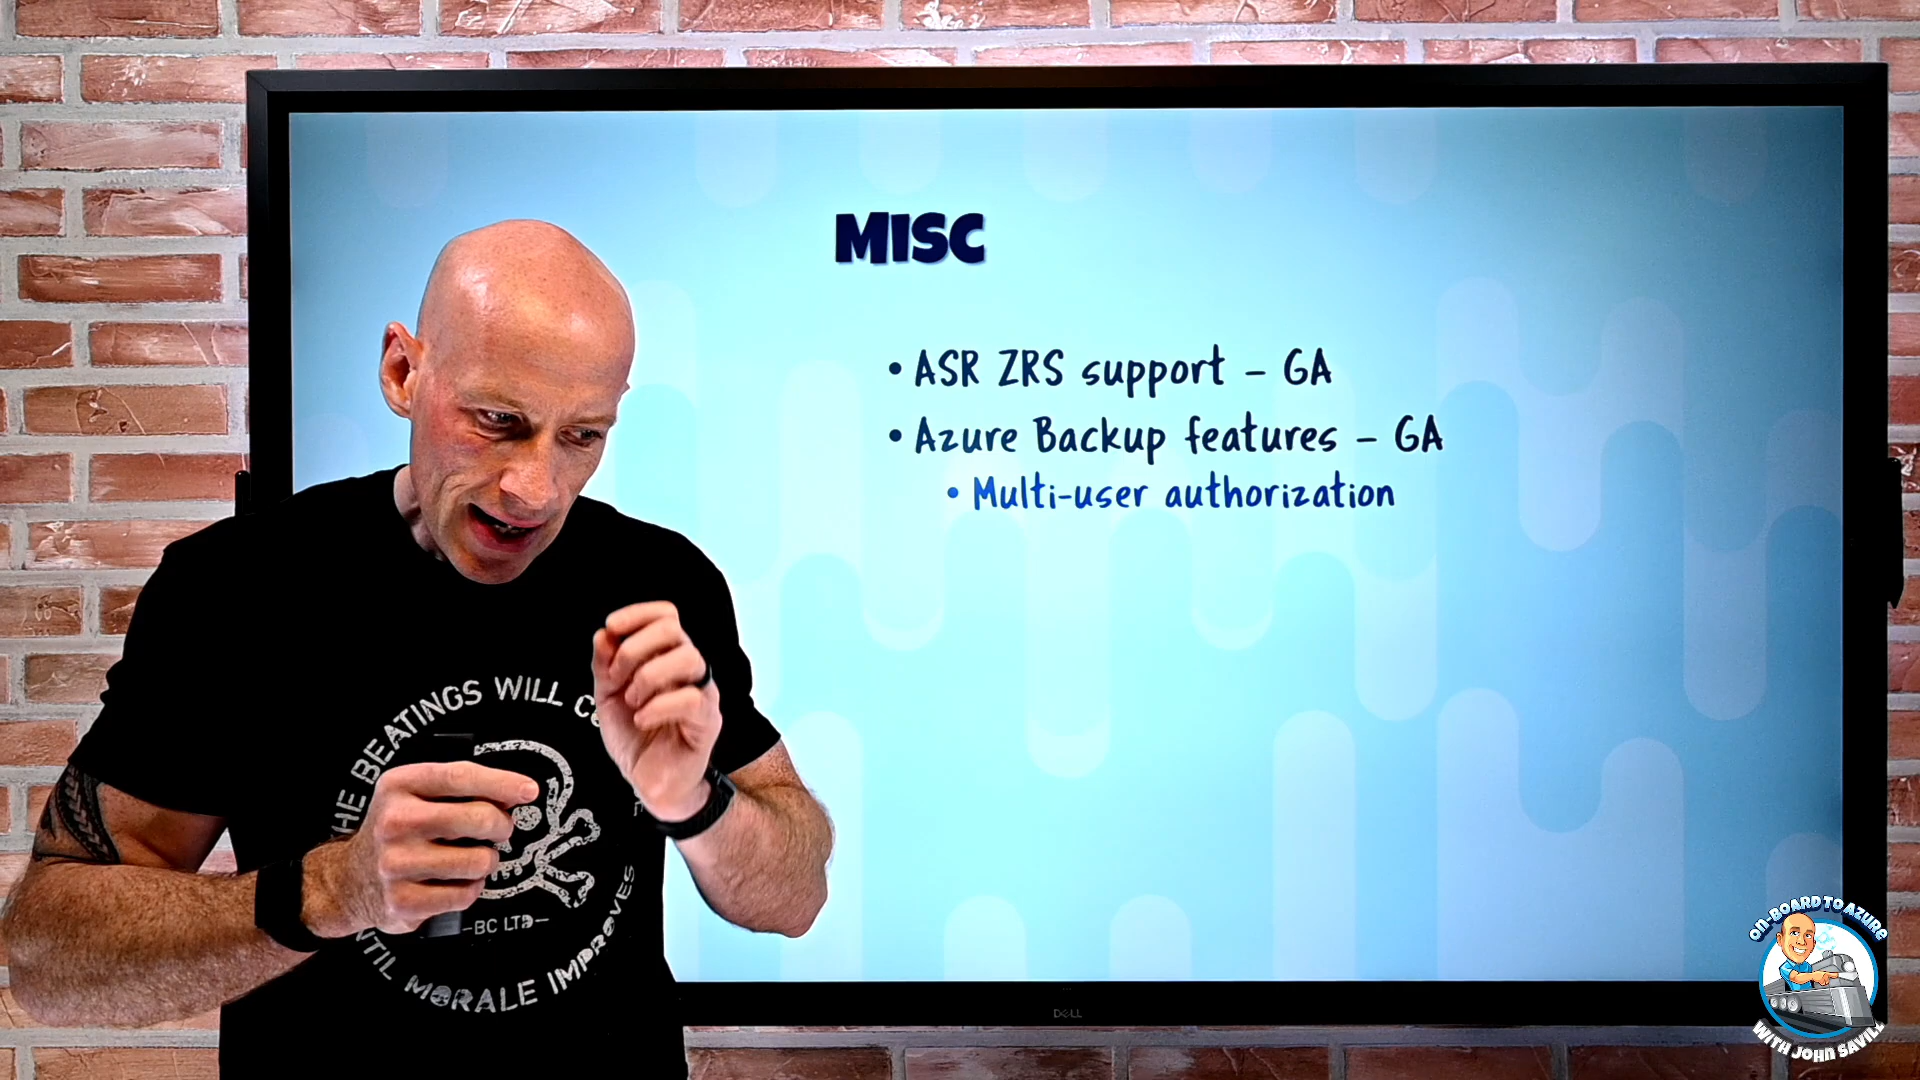 MISC
• ASR ZRS support – GA
• Azure Backup features – GA
• Multi-user authorization
THE BEATINGS WILL
UNTIL MORALE IMPROVES
–BC LTD–
DELL
ON-BOARD TO AZURE
WITH JOHN SAVILL